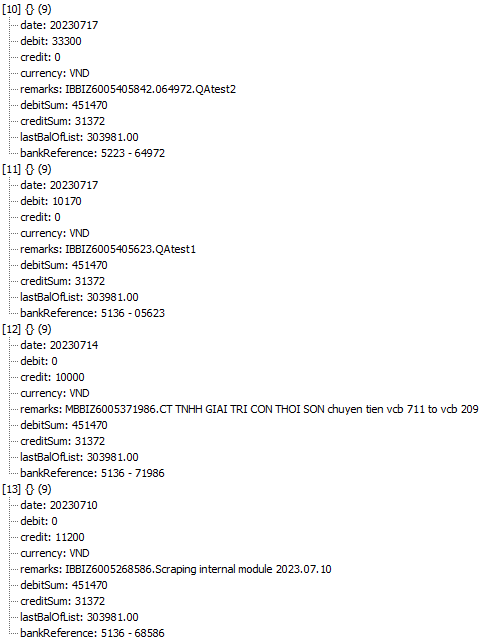 [10] {} (9)
date: 20230717
debit: 33300
credit: 0
currency: VND
remarks: IBBIZ6005405842.064972.QAtest2
debitSum: 451470
creditSum: 31372
lastBalOfList: 303981.00
bankReference: 5223 - 64972
[11] {} (9)
date: 20230717
debit: 10170
credit: 0
currency: VND
remarks: IBBIZ6005405623.QAtest1
debitSum: 451470
creditSum: 31372
lastBalOfList: 303981.00
bankReference: 5136 - 05623
[12] {} (9)
date: 20230714
debit: 0
credit: 10000
currency: VND
remarks: MBBIZ6005371986.CT TNHH GIAI TRI CON THOI SON chuyen tien vcb 711 to vcb 209
debitSum: 451470
creditSum: 31372
lastBalOfList: 303981.00
bankReference: 5136 - 71986
[13] {} (9)
date: 20230710
debit: 0
credit: 11200
currency: VND
remarks: IBBIZ6005268586.Scraping internal module 2023.07.10
debitSum: 451470
creditSum: 31372
lastBalOfList: 303981.00
bankReference: 5136 - 68586